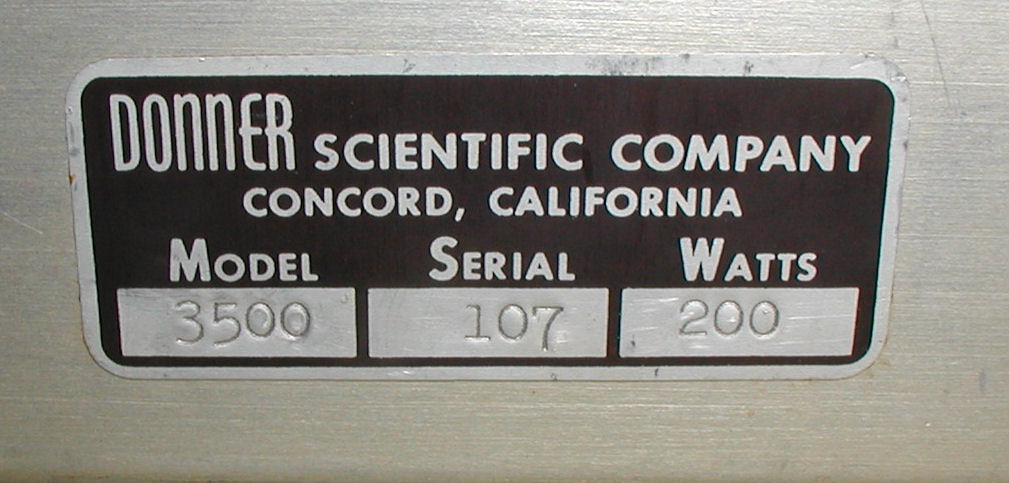 DONNER SCIENTIFIC COMPANY
CONCORD, CALIFORNIA
MODEL SERIAL WATTS
3500 107 200